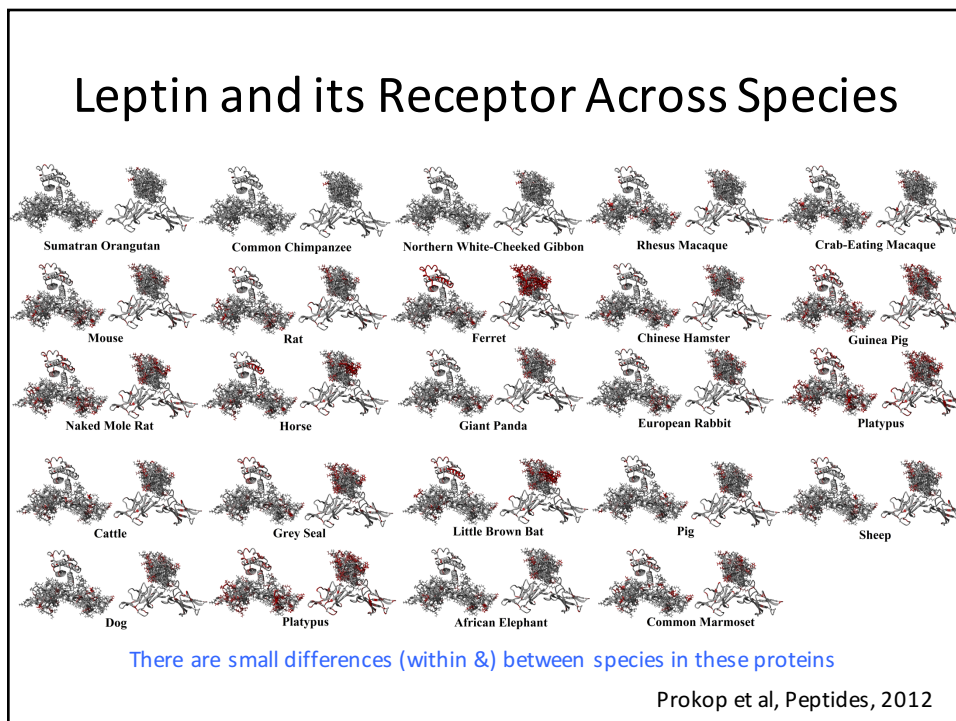 Leptin and its Receptor Across Species
Sumatran Orangutan
Common Chimpanzee
Northern White-Cheeked Gibbon
Rhesus Macaque
Crab-Eating Macaque
Mouse
Rat
Ferret
Chinese Hamster
Guinea Pig
Naked Mole Rat
Horse
Giant Panda
European Rabbit
Platypus
Cattle
Grey Seal
Little Brown Bat
Pig
Sheep
Dog
Platypus
African Elephant
Common Marmoset
There are small differences (within &) between species in these proteins
Prokop et al, Peptides, 2012